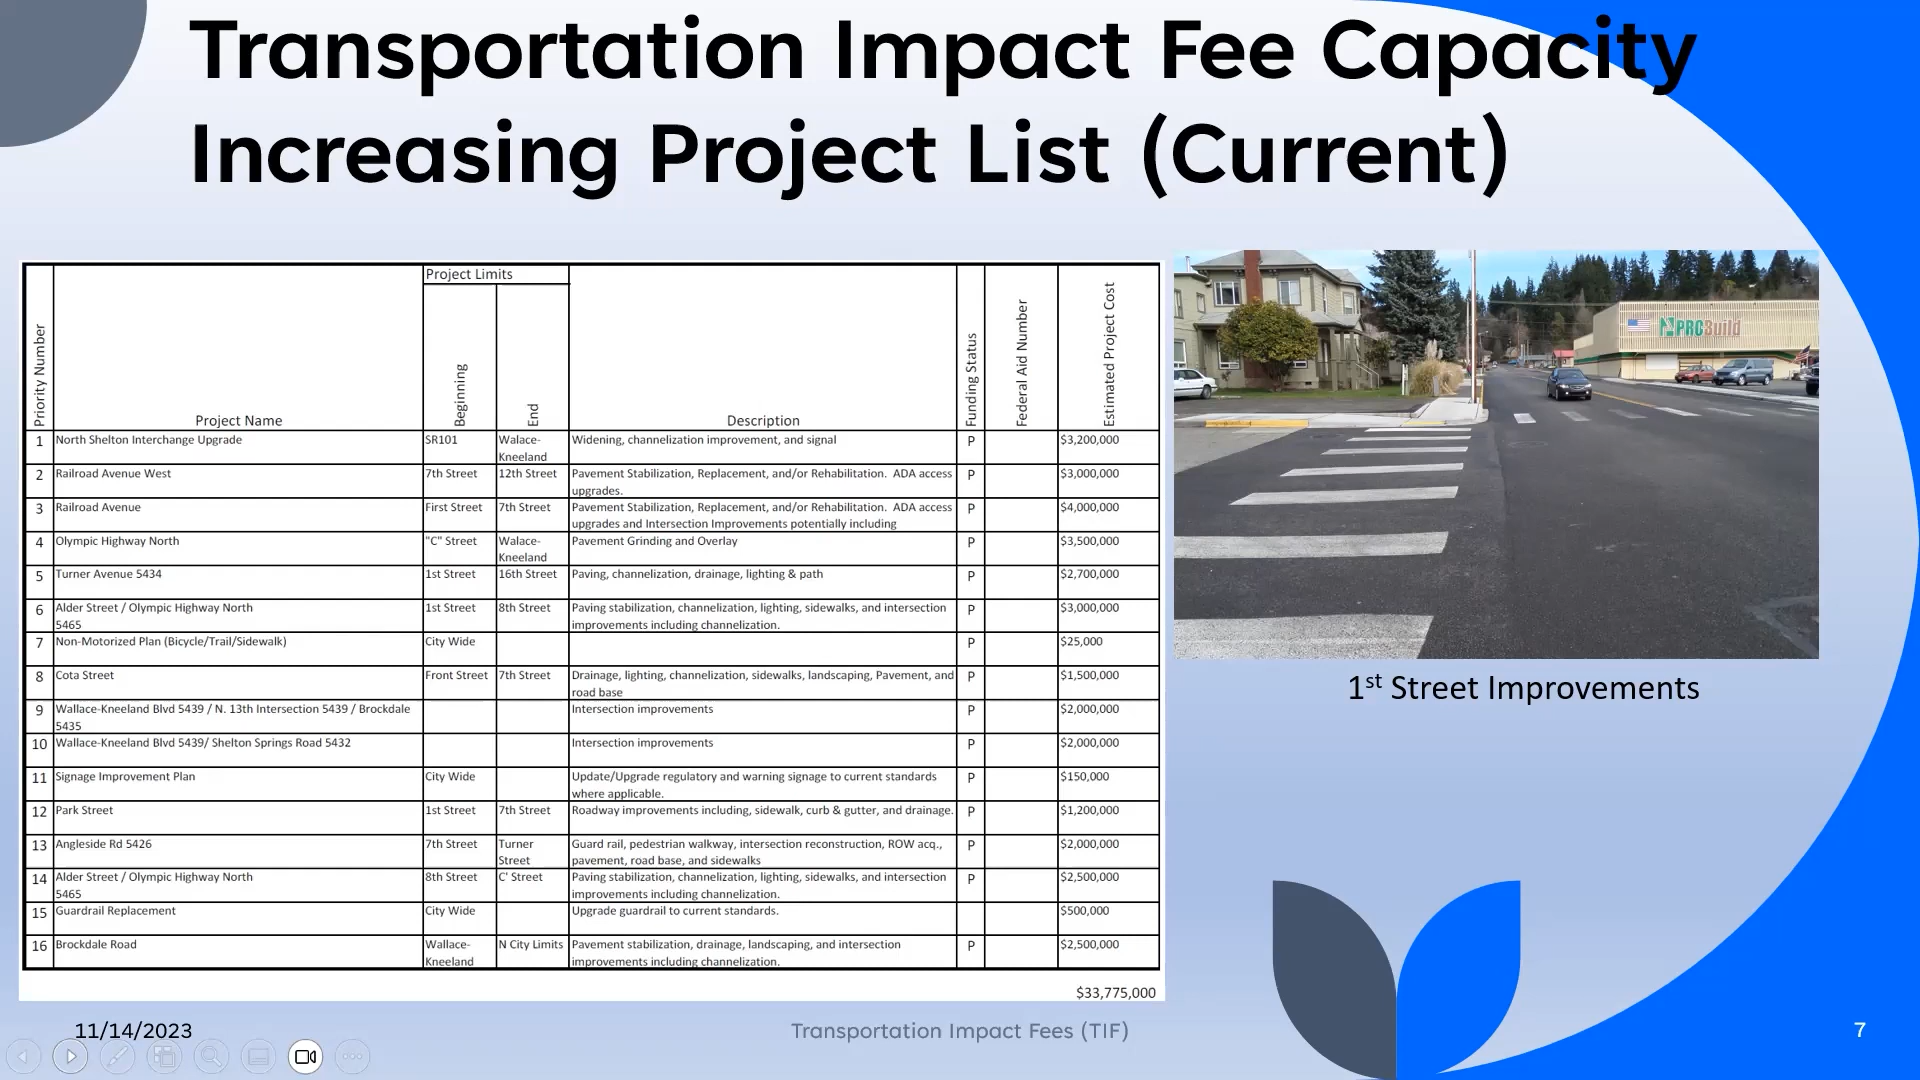 Transportation Impact Fee Capacity
Increasing Project List (Current)
Priority Number
Project Name
Project Limits
Beginning
End
Description
Funding Status
Federal Aid Number
Estimated Project Cost
1 North Shelton Interchange Upgrade SR101 Walace-Kneeland Widening, channelization improvement, and signal P $3,200,000
2 Railroad Avenue West 7th Street 12th Street Pavement Stabilization, Replacement, and/or Rehabilitation. ADA access upgrades. P $3,000,000
3 Railroad Avenue First Street 7th Street Pavement Stabilization, Replacement, and/or Rehabilitation. ADA access upgrades and Intersection Improvements potentially including P $4,000,000
4 Olympic Highway North "C" Street Walace-Kneeland Pavement Grinding and Overlay P $3,500,000
5 Turner Avenue 5434 1st Street 16th Street Paving, channelization, drainage, lighting & path P $2,700,000
6 Alder Street / Olympic Highway North 5465 1st Street 8th Street Paving stabilization, channelization, lighting, sidewalks, and intersection improvements including channelization. P $3,000,000
7 Non-Motorized Plan (Bicycle/Trail/Sidewalk) City Wide P $25,000
8 Cota Street Front Street 7th Street Drainage, lighting, channelization, sidewalks, landscaping, Pavement, and road base P $1,500,000
9 Wallace-Kneeland Blvd 5439 / N. 13th Intersection 5439 / Brockdale 5435 Intersection improvements P $2,000,000
10 Wallace-Kneeland Blvd 5439/ Shelton Springs Road 5432 Intersection improvements P $2,000,000
11 Signage Improvement Plan City Wide Update/Upgrade regulatory and warning signage to current standards where applicable. P $150,000
12 Park Street 1st Street 7th Street Roadway improvements including, sidewalk, curb & gutter, and drainage. P $1,200,000
13 Angleside Rd 5426 7th Street Turner Street Guard rail, pedestrian walkway, intersection reconstruction, ROW acq., pavement, road base, and sidewalks P $2,000,000
14 Alder Street / Olympic Highway North 5465 8th Street C' Street Paving stabilization, channelization, lighting, sidewalks, and intersection improvements including channelization. P $2,500,000
15 Guardrail Replacement City Wide Upgrade guardrail to current standards. $500,000
16 Brockdale Road Wallace-Kneeland N City Limits Pavement stabilization, drainage, landscaping, and intersection improvements including channelization. P $2,500,000
$33,775,000
PROBuild
1st Street Improvements
11/14/2023
Transportation Impact Fees (TIF)
7